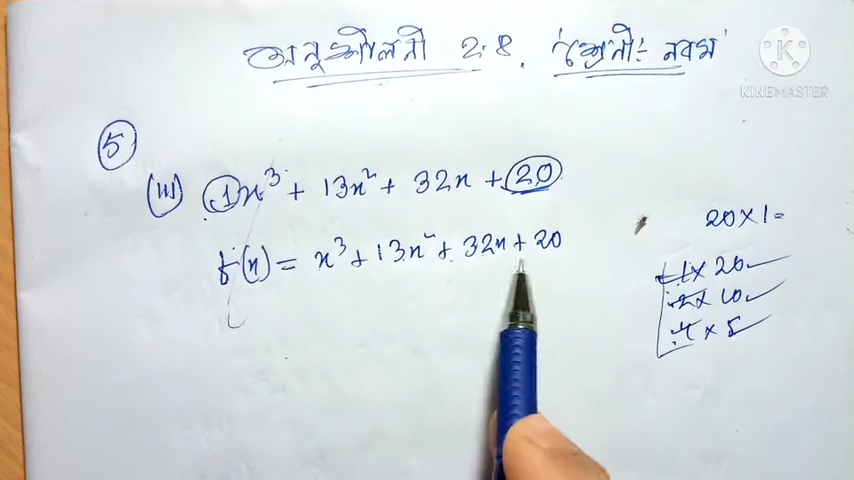 অনুশীলনী 2.8. 'শ্রেণী: নবম'
KINEMASTER
5
(iii) 1x³ + 13x² + 32x + 20
f(x) = x³ + 13x² + 32x + 20
20 X 1 =
1 x 20
2 x 10
4 x 5